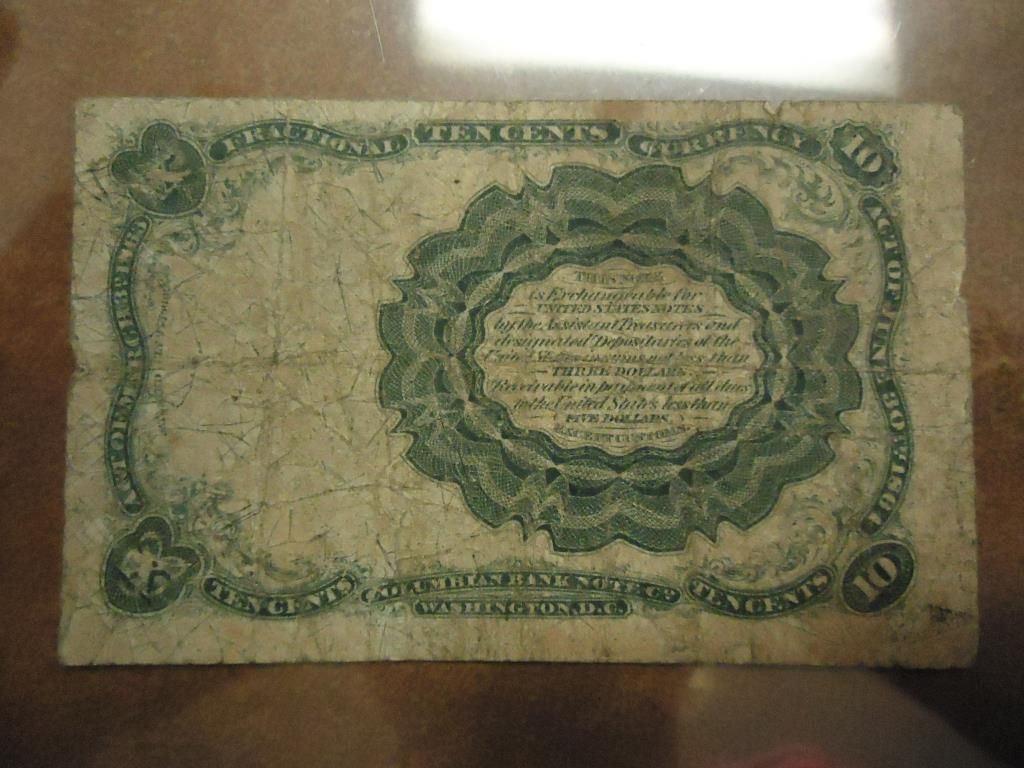 FRACTIONAL TEN CENTS CURRENCY
10
ACT OF MARCH 3RD 1863
ACT OF JUNE 30TH 1864
THIS NOTE
is Exchangeable for
UNITED STATES NOTES
by the Assistant Treasurers and
designated Depositaries of the
United States in sums not less than
THREE DOLLARS.
Receivable in payment of all dues
to the United States less than
FIVE DOLLARS,
EXCEPT CUSTOMS.
TEN CENTS
COLUMBIAN BANK NOTE CO
WASHINGTON, D.C.
TEN CENTS
10